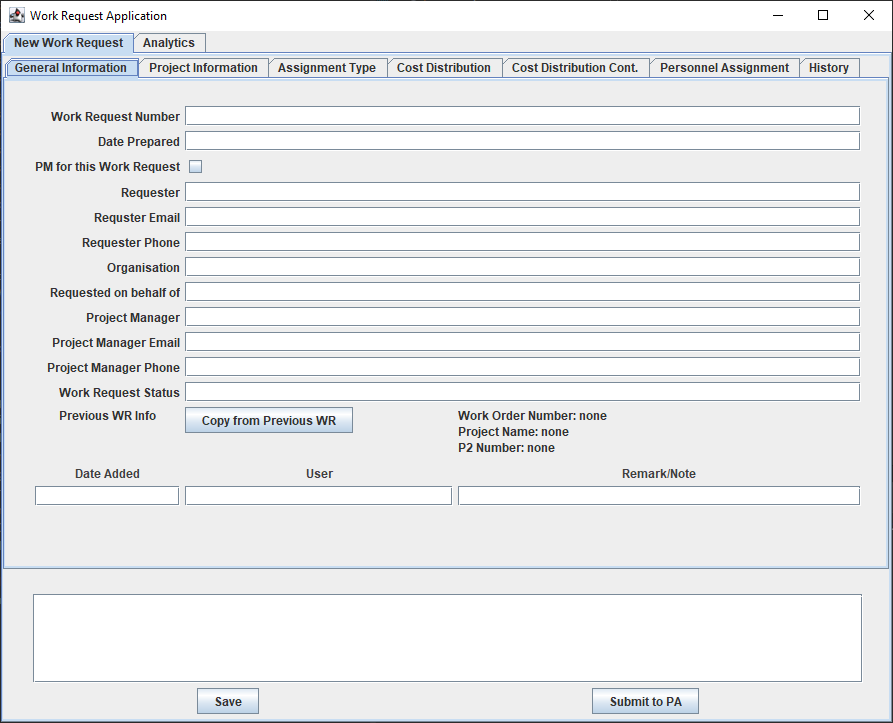 Work Request Application
New Work Request Analytics
General Information Project Information Assignment Type Cost Distribution Cost Distribution Cont. Personnel Assignment History
Work Request Number
Date Prepared
PM for this Work Request
Requester
Requster Email
Requester Phone
Organisation
Requested on behalf of
Project Manager
Project Manager Email
Project Manager Phone
Work Request Status
Previous WR Info Copy from Previous WR Work Order Number: none
Project Name: none
P2 Number: none
Date Added User Remark/Note
Save Submit to PA